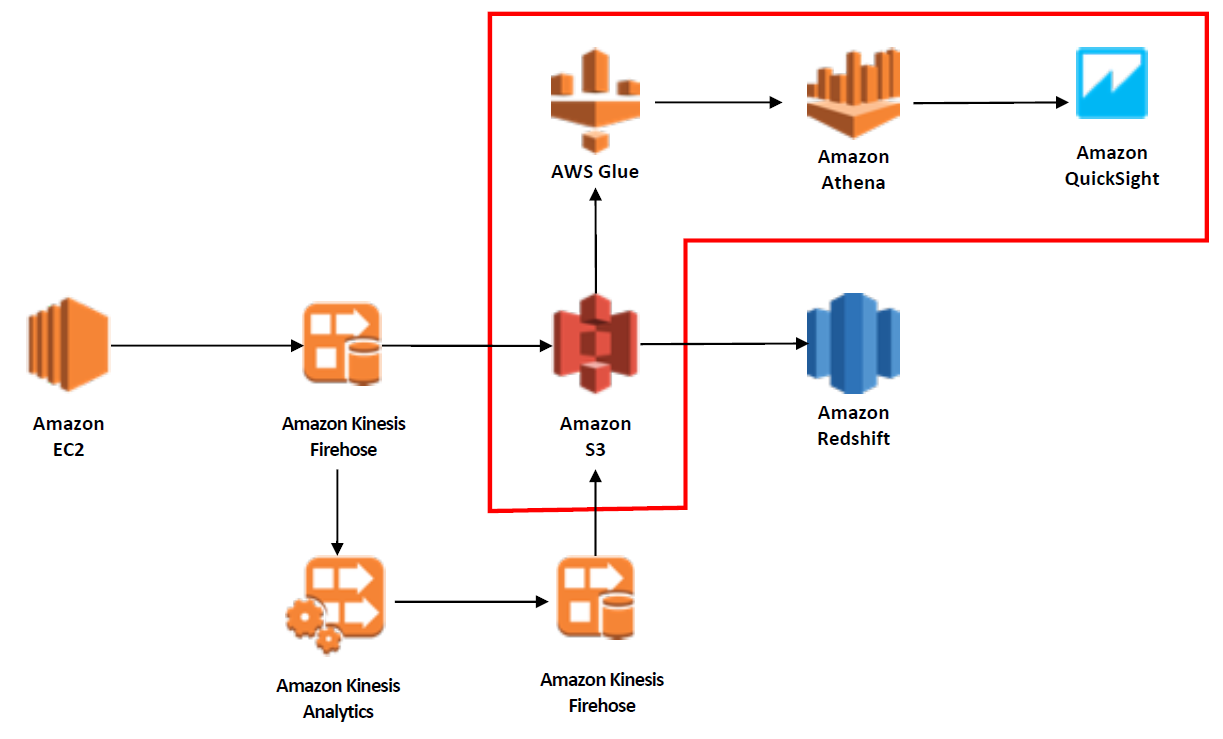 AWS Glue
Amazon
Athena
Amazon
QuickSight
Amazon
EC2
Amazon Kinesis
Firehose
Amazon
S3
Amazon
Redshift
Amazon Kinesis
Analytics
Amazon Kinesis
Firehose